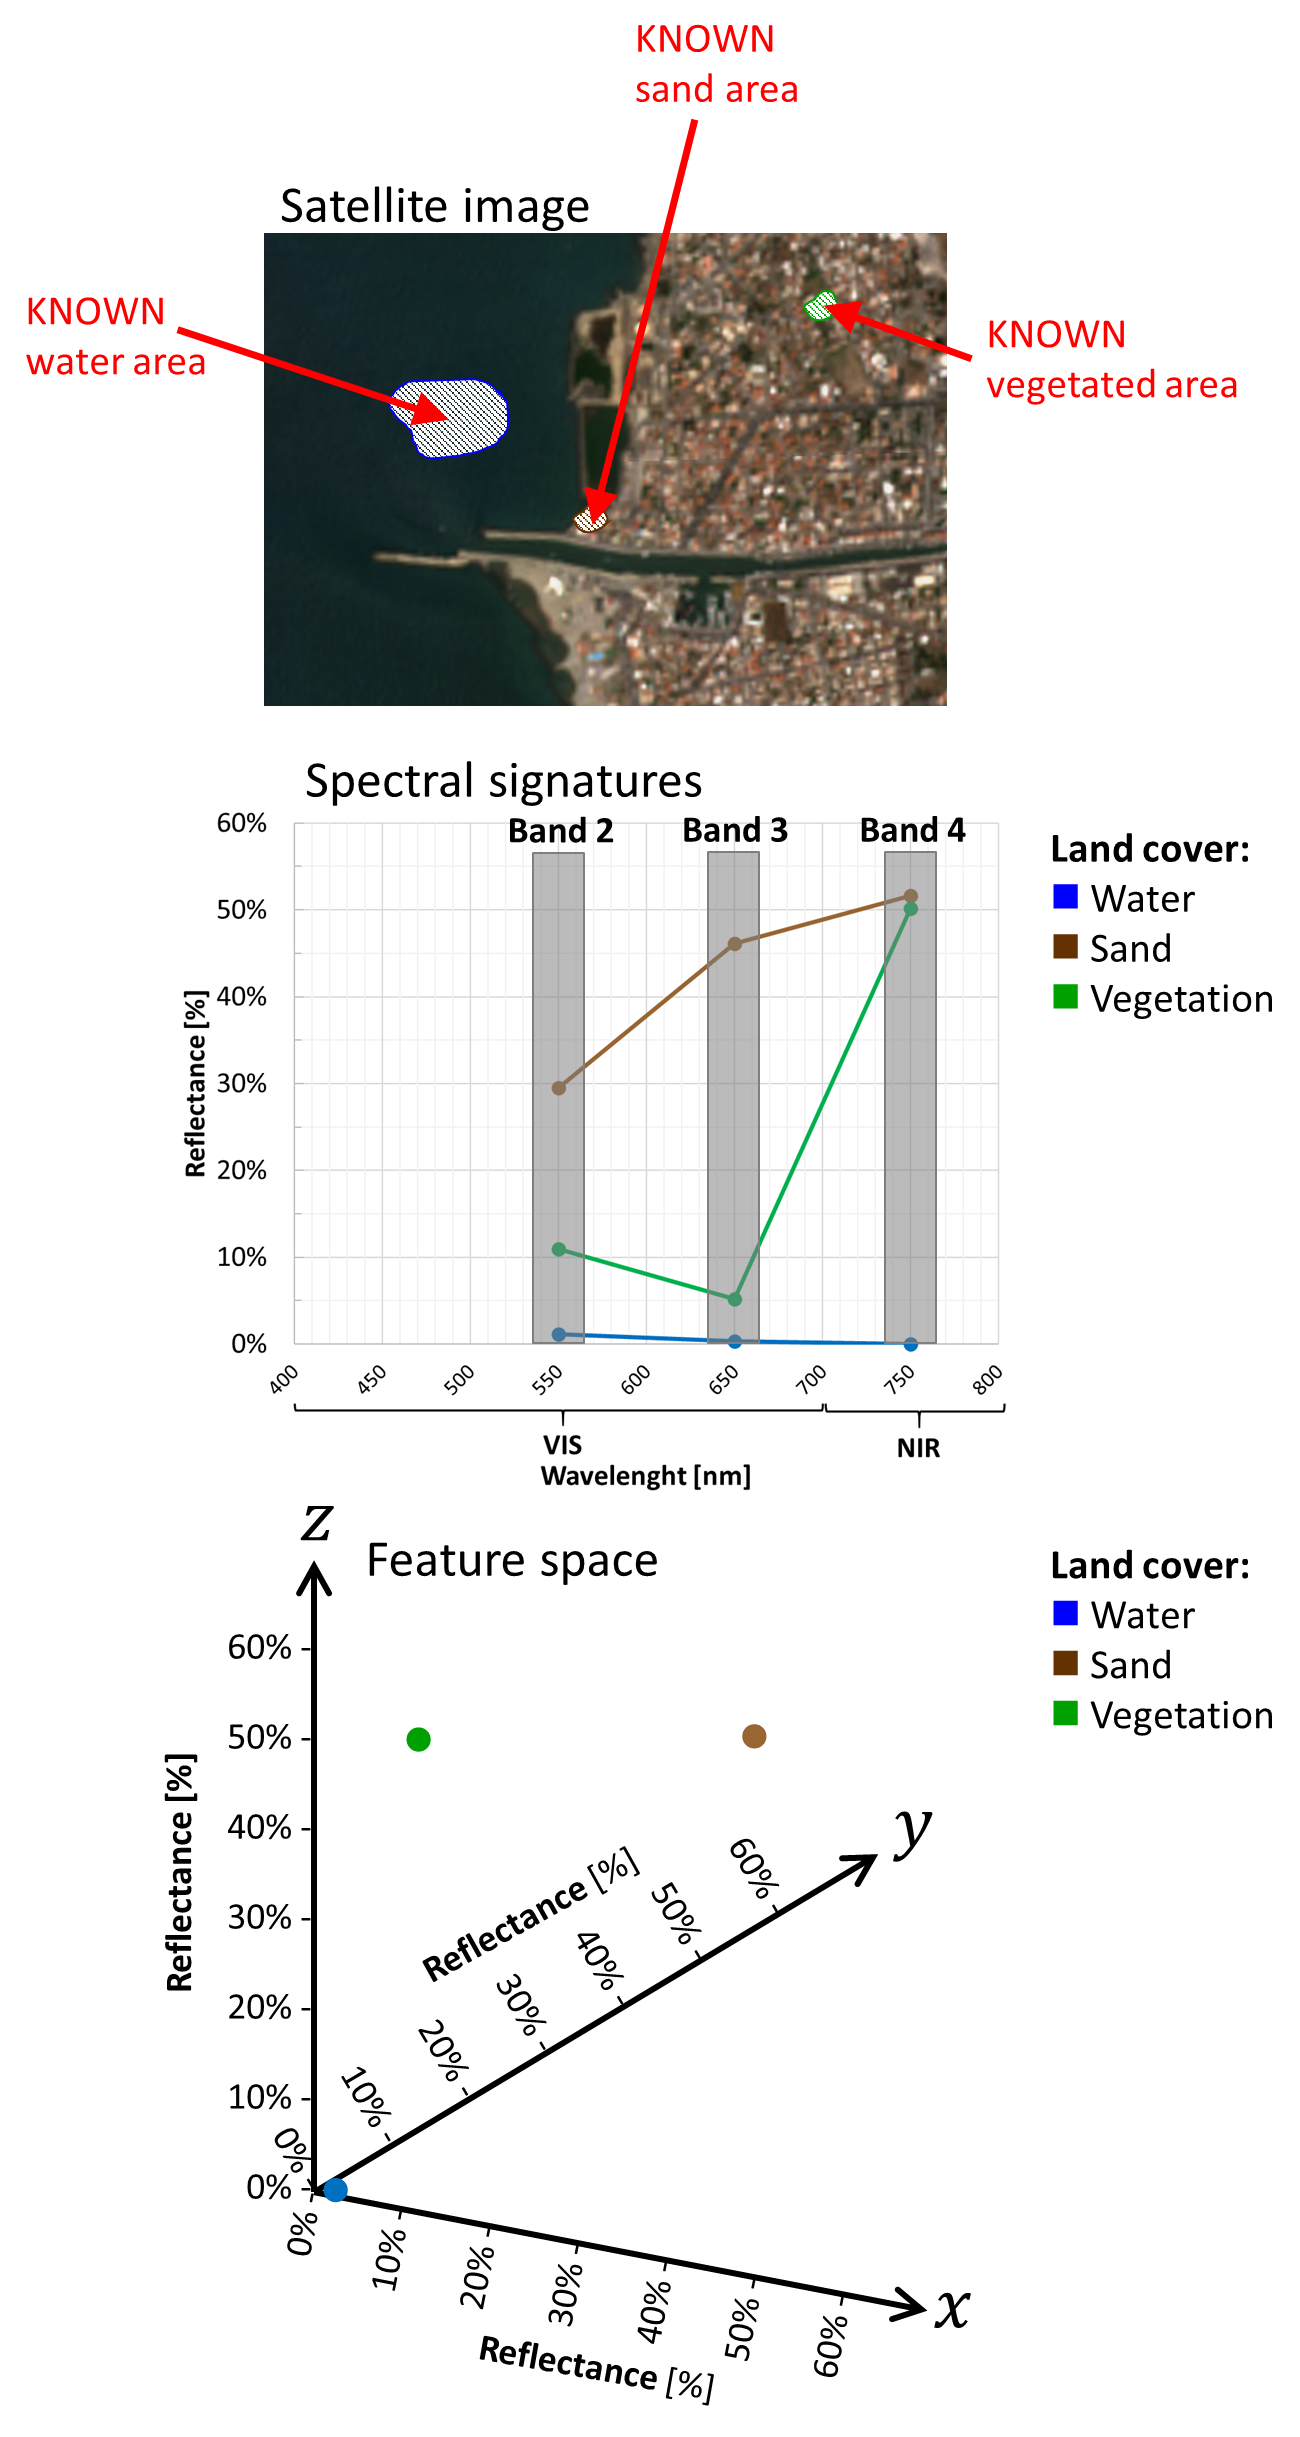 KNOWN
sand area
Satellite image
KNOWN
water area
KNOWN
vegetated area
Spectral signatures
Band 2
Band 3
Band 4
60%
50%
40%
30%
20%
10%
0%
Reflectance [%]
400
450
500
550
600
650
700
750
800
VIS
NIR
Wavelenght [nm]
Land cover:
Water
Sand
Vegetation
z
Feature space
60%
50%
40%
30%
20%
10%
0%
Reflectance [%]
y
60%
50%
40%
30%
20%
10%
0%
Reflectance [%]
0%
10%
20%
30%
40%
50%
60%
x
Reflectance [%]
Land cover:
Water
Sand
Vegetation